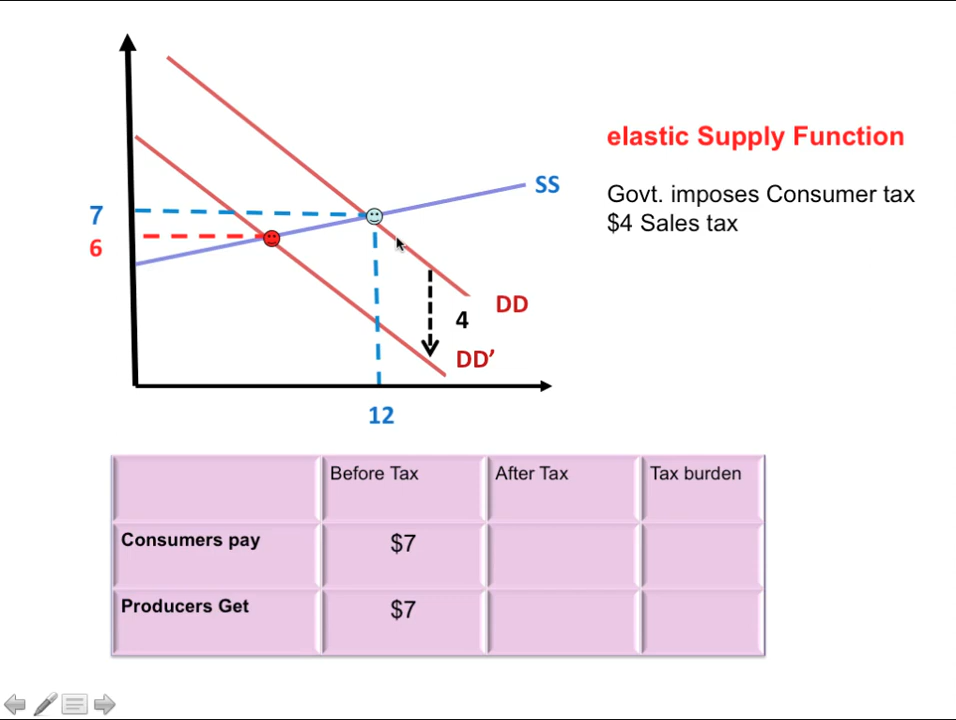 elastic Supply Function
Govt. imposes Consumer tax
$4 Sales tax
SS
7
6
DD
4
DD’
12
Before Tax
After Tax
Tax burden
Consumers pay
$7
Producers Get
$7